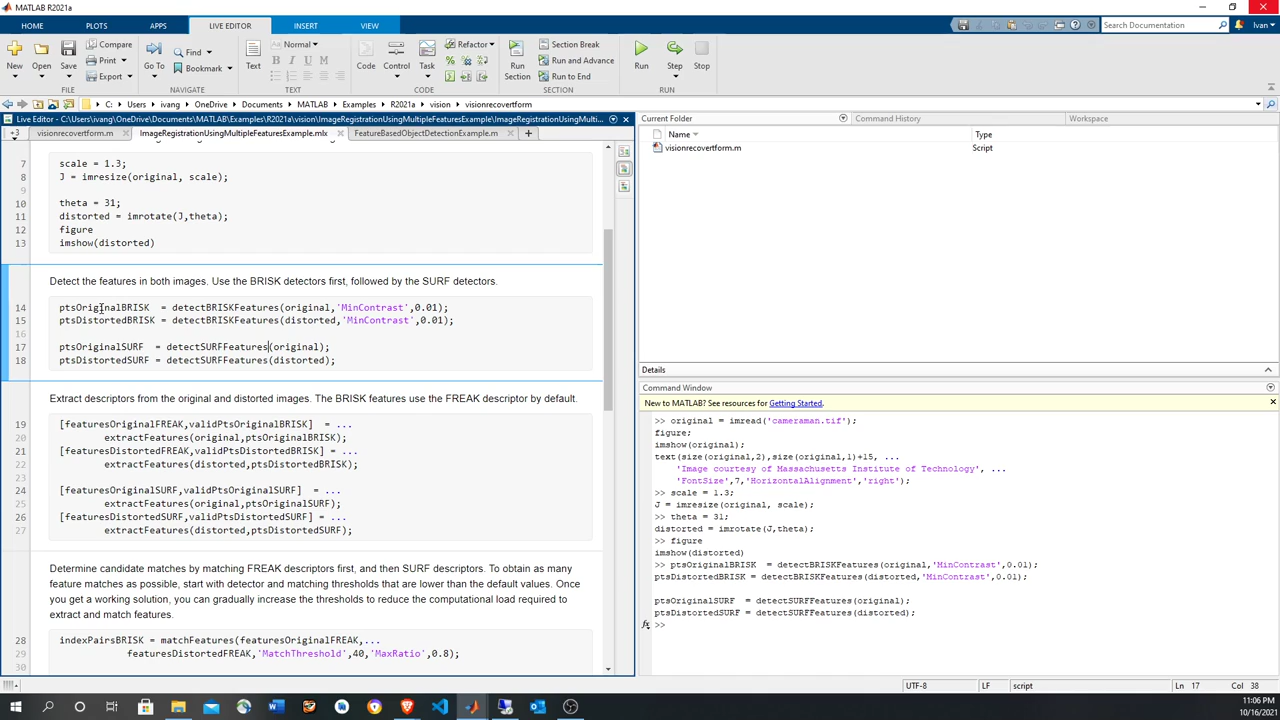 MATLAB R2021a
HOME PLOTS APPS LIVE EDITOR INSERT VIEW
Search Documentation
Ivan
New Open Save Compare Print Export
Go To Find Bookmark
Text Normal
B I U M
Code Control Task Refactor
Run Section Section Break Run and Advance Run to End
Run Step Stop
FILE NAVIGATE TEXT CODE SECTION RUN
C: Users ivang OneDrive Documents MATLAB Examples R2021a vision visionrecovertform
Live Editor - C:\Users\ivang\OneDrive\Documents\MATLAB\Examples\R2021a\vision\ImageRegistrationUsingMultipleFeaturesExample\ImageRegistrationUsingMulti...
+3 visionrecovertform.m ImageRegistrationUsingMultipleFeaturesExample.mlx FeatureBasedObjectDetectionExample.m
7 scale = 1.3;
8 J = imresize(original, scale);
9
10 theta = 31;
11 distorted = imrotate(J,theta);
12 figure
13 imshow(distorted)
Detect the features in both images. Use the BRISK detectors first, followed by the SURF detectors.
14 ptsOriginalBRISK = detectBRISKFeatures(original,'MinContrast',0.01);
15 ptsDistortedBRISK = detectBRISKFeatures(distorted,'MinContrast',0.01);
16
17 ptsOriginalSURF = detectSURFFeatures(original);
18 ptsDistortedSURF = detectSURFFeatures(distorted);
Extract descriptors from the original and distorted images. The BRISK features use the FREAK descriptor by default.
19 [featuresOriginalFREAK,validPtsOriginalBRISK] = ...
20 extractFeatures(original,ptsOriginalBRISK);
21 [featuresDistortedFREAK,validPtsDistortedBRISK] = ...
22 extractFeatures(distorted,ptsDistortedBRISK);
23
24 [featuresOriginalSURF,validPtsOriginalSURF] = ...
25 extractFeatures(original,ptsOriginalSURF);
26 [featuresDistortedSURF,validPtsDistortedSURF] = ...
27 extractFeatures(distorted,ptsDistortedSURF);
Determine candidate matches by matching FREAK descriptors first, and then SURF descriptors. To obtain as many
feature matches as possible, start with detector and matching thresholds that are lower than the default values. Once
you get a working solution, you can gradually increase the thresholds to reduce the computational load required to
extract and match features.
28 indexPairsBRISK = matchFeatures(featuresOriginalFREAK,...
29 featuresDistortedFREAK,'MatchThreshold',40,'MaxRatio',0.8);
30
Current Folder Command History Workspace
Name Type
visionrecovertform.m Script
Details
Command Window
New to MATLAB? See resources for Getting Started.
>> original = imread('cameraman.tif');
figure;
imshow(original);
text(size(original,2),size(original,1)+15, ...
'Image courtesy of Massachusetts Institute of Technology', ...
'FontSize',7,'HorizontalAlignment','right');
>> scale = 1.3;
J = imresize(original, scale);
>> theta = 31;
distorted = imrotate(J,theta);
>> figure
imshow(distorted)
>> ptsOriginalBRISK = detectBRISKFeatures(original,'MinContrast',0.01);
ptsDistortedBRISK = detectBRISKFeatures(distorted,'MinContrast',0.01);
ptsOriginalSURF = detectSURFFeatures(original);
ptsDistortedSURF = detectSURFFeatures(distorted);
fx >>
UTF-8 LF script Ln 17 Col 38
11:06 PM
10/16/2021